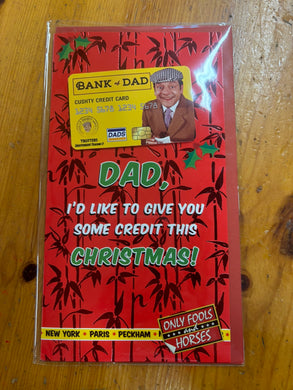 BANK of DAD
CUSHTY CREDIT CARD
1234 5678 1234 5678
DADS
TROTTERS
DAD,
I'D LIKE TO GIVE YOU
SOME CREDIT THIS
CHRISTMAS!
ONLY FOOLS
and
HORSES
NEW YORK ★ PARIS ★ PECKHAM